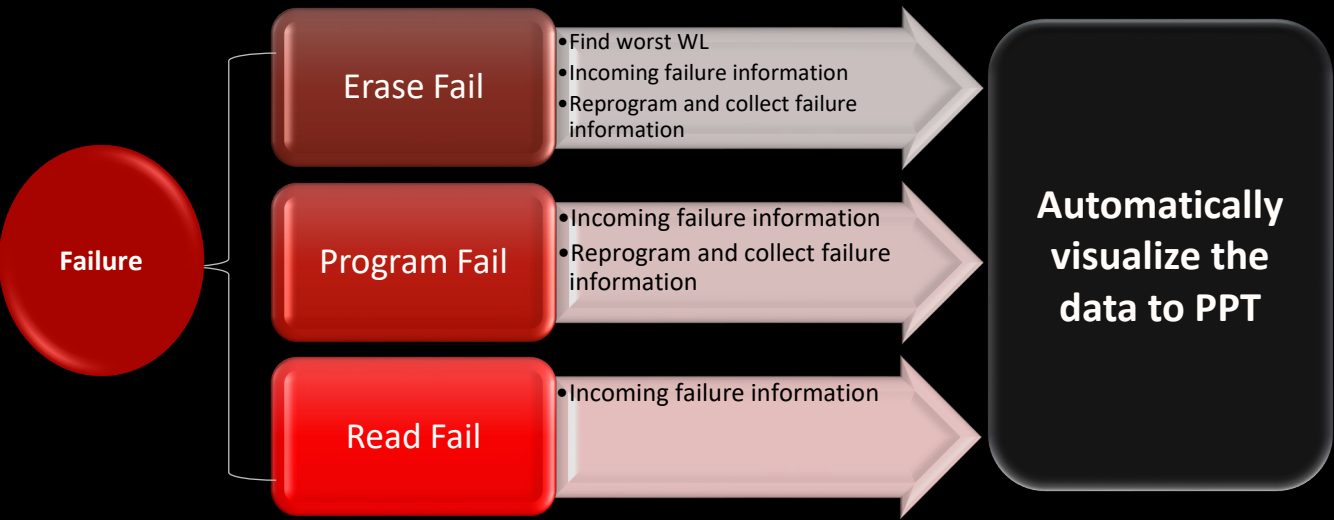 Failure
Erase Fail
•Find worst WL
•Incoming failure information
•Reprogram and collect failure
information
Program Fail
•Incoming failure information
•Reprogram and collect failure
information
Read Fail
•Incoming failure information
Automatically
visualize the
data to PPT